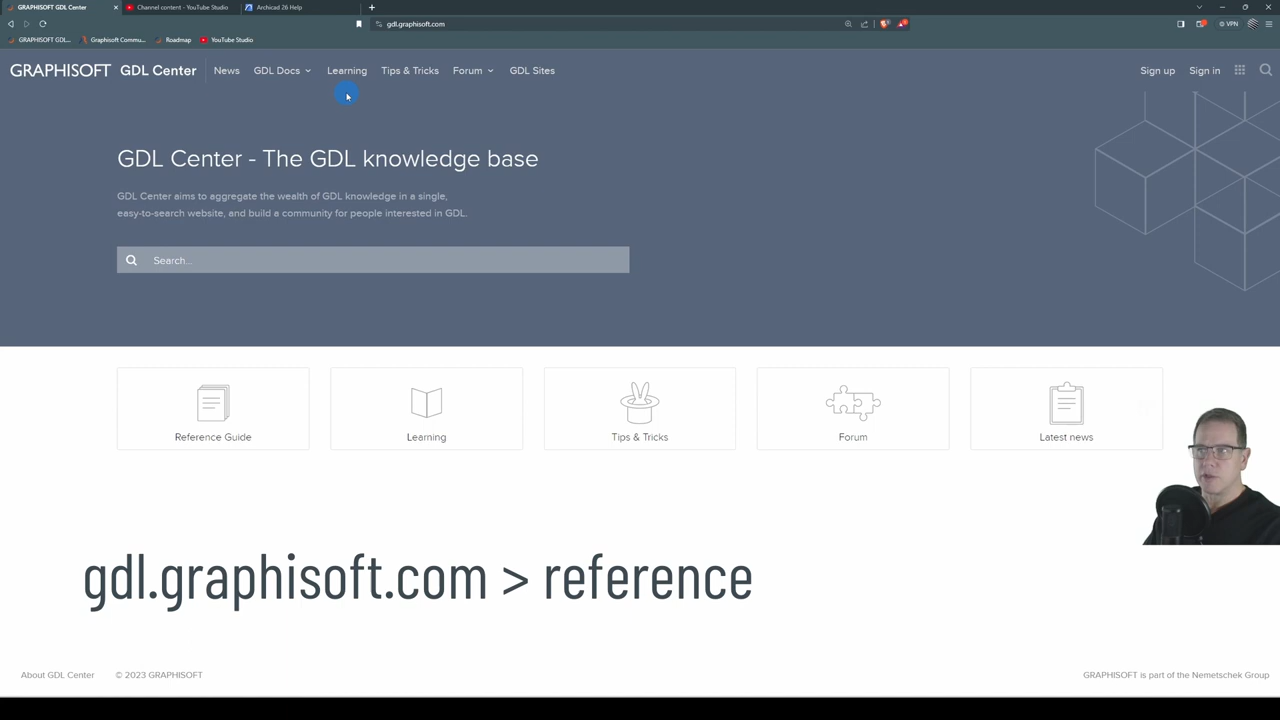 GRAPHISOFT GDL Center
Channel content - YouTube Studio
Archicad 26 Help
gdl.graphisoft.com
VPN
GRAPHISOFT GDL...
Graphisoft Commu...
Roadmap
YouTube Studio
GRAPHISOFT GDL Center
News
GDL Docs
Learning
Tips & Tricks
Forum
GDL Sites
Sign up
Sign in
GDL Center - The GDL knowledge base
GDL Center aims to aggregate the wealth of GDL knowledge in a single,
easy-to-search website, and build a community for people interested in GDL.
Search...
Reference Guide
Learning
Tips & Tricks
Forum
Latest news
gdl.graphisoft.com > reference
About GDL Center
© 2023 GRAPHISOFT
GRAPHISOFT is part of the Nemetschek Group